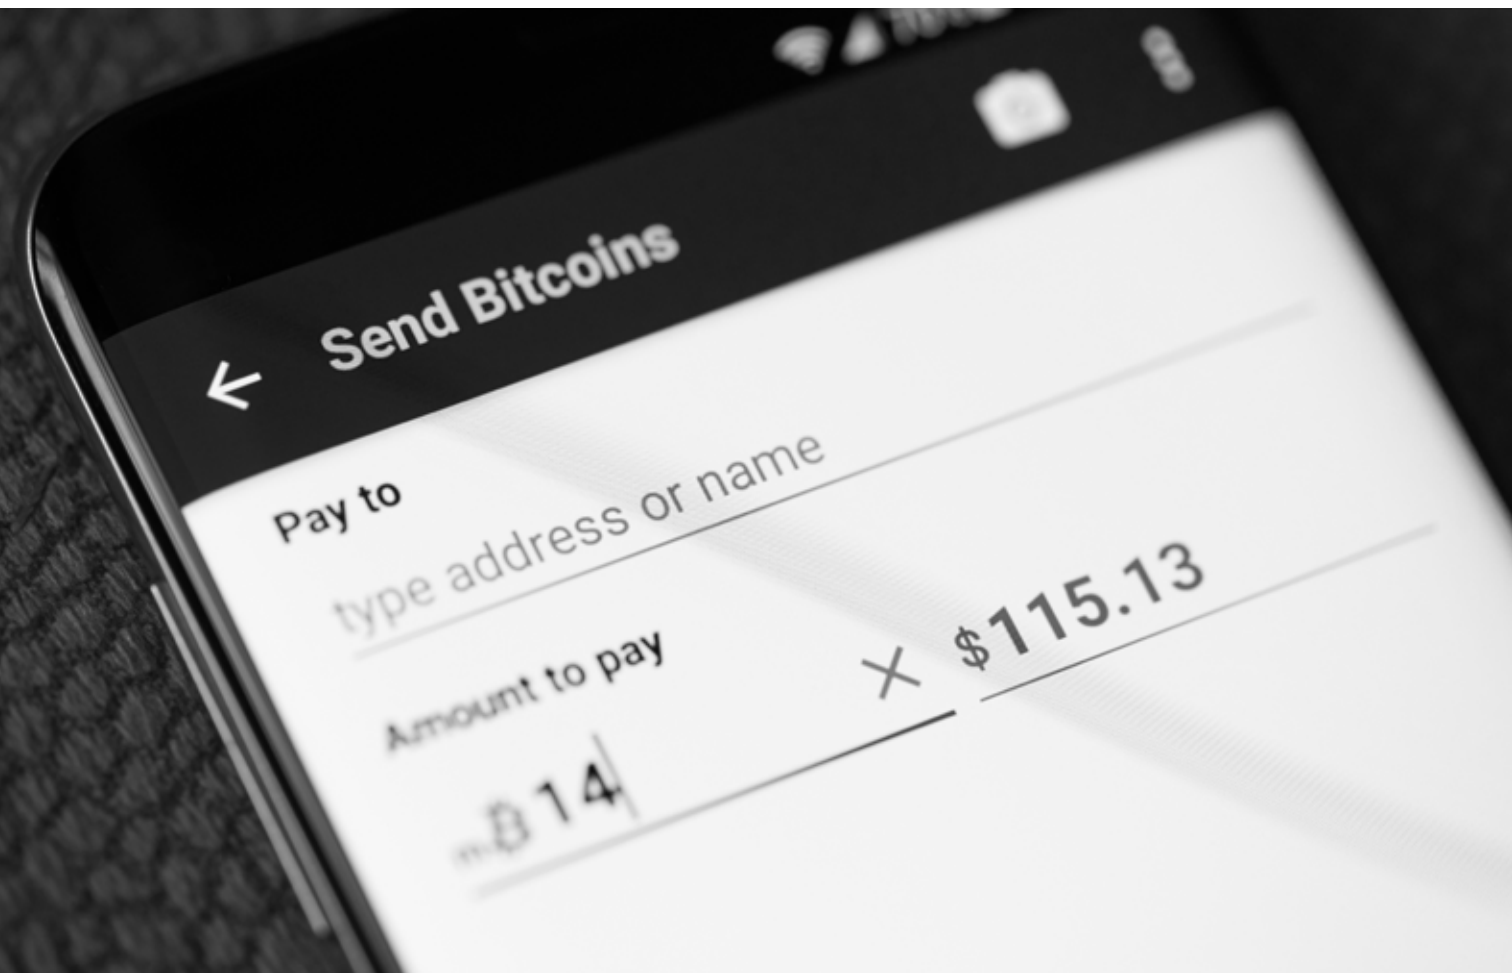 Send Bitcoins
Pay to
type address or name
Amount to pay
m₿ 14
$115.13